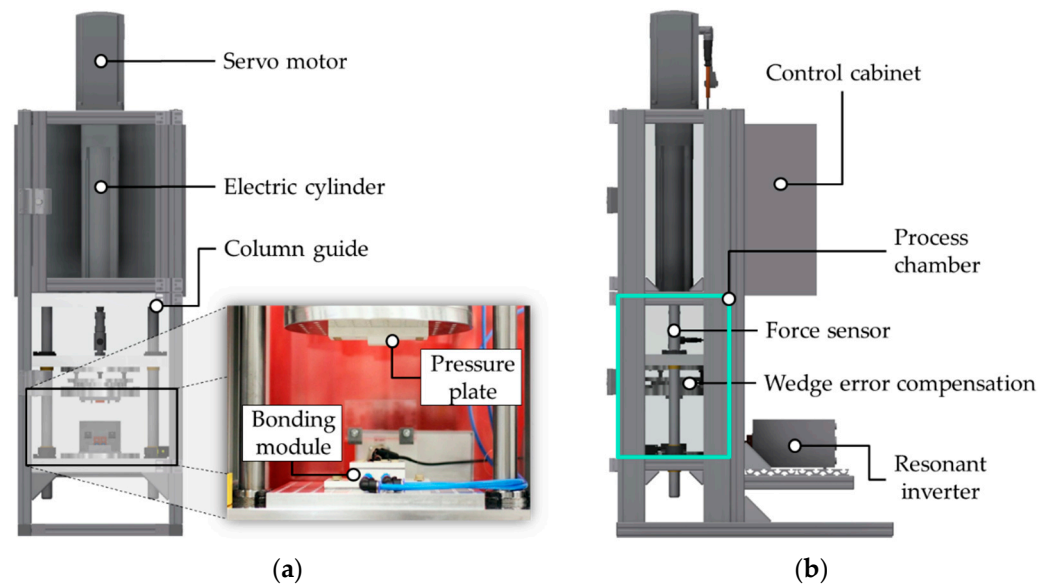 Servo motor
Electric cylinder
Column guide
Pressure
plate
Bonding
module
(a)
Control cabinet
Process
chamber
Force sensor
Wedge error compensation
Resonant
inverter
(b)